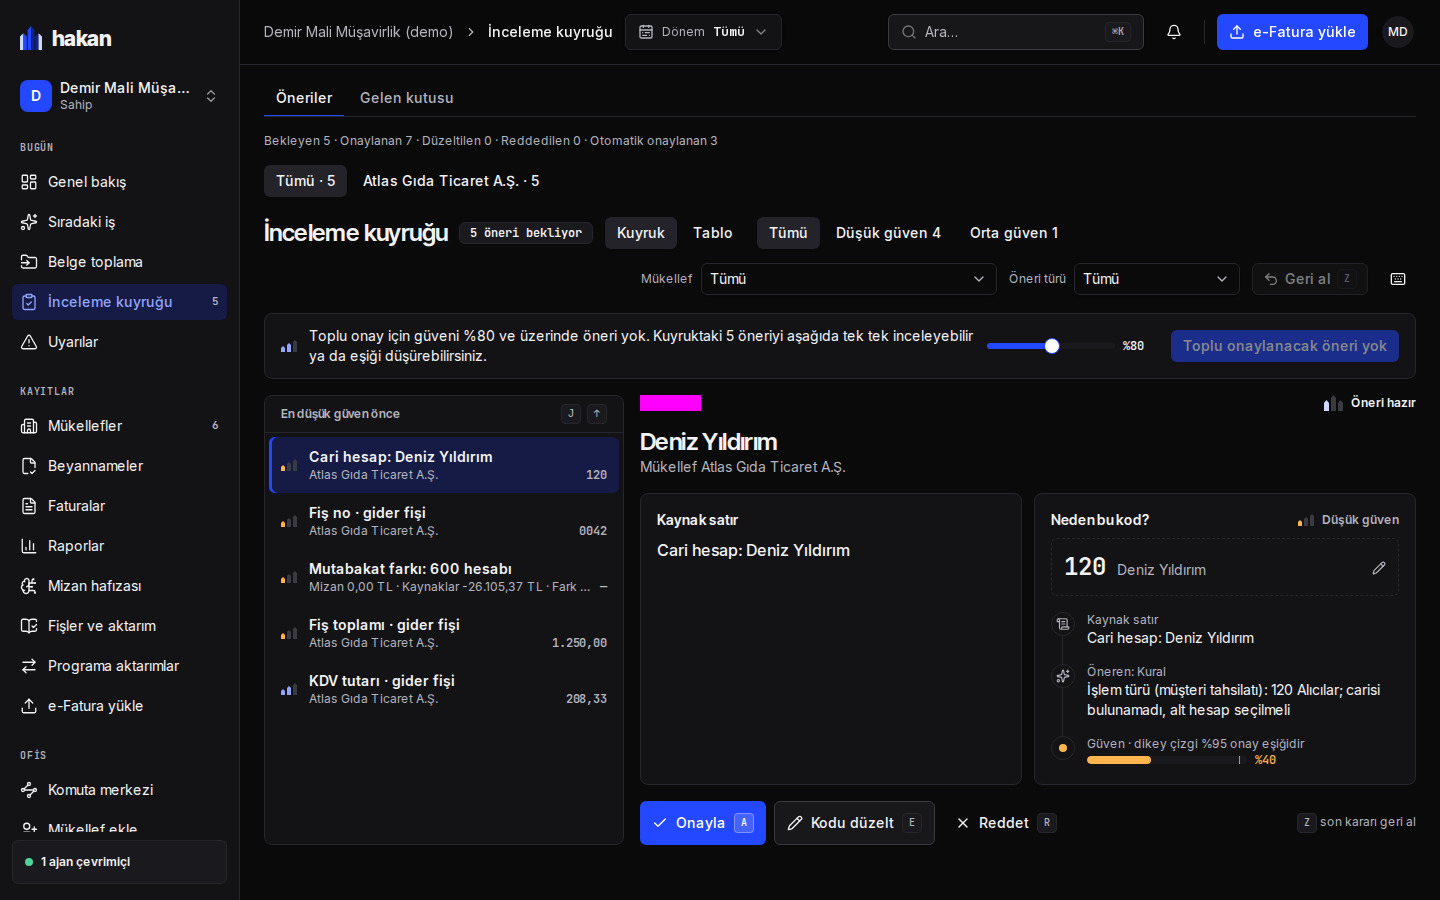 hakan
Demir Mali Müşavirlik (demo) > İnceleme kuyruğu
Dönem Tümü
Ara...
⌘K
e-Fatura yükle
MD
D
Demir Mali Müşa...
Sahip
BUGÜN
Genel bakış
Sıradaki iş
Belge toplama
İnceleme kuyruğu 5
Uyarılar
KAYITLAR
Mükellefler 6
Beyannameler
Faturalar
Raporlar
Mizan hafızası
Fişler ve aktarım
Programa aktarımlar
e-Fatura yükle
OFİS
Komuta merkezi
Mükellef ekle
1 ajan çevrimiçi
Öneriler
Gelen kutusu
Bekleyen 5 · Onaylanan 7 · Düzeltilen 0 · Reddedilen 0 · Otomatik onaylanan 3
Tümü · 5
Atlas Gıda Ticaret A.Ş. · 5
İnceleme kuyruğu
5 öneri bekliyor
Kuyruk
Tablo
Tümü
Düşük güven 4
Orta güven 1
Mükellef
Tümü
Öneri türü
Tümü
Geri al Z
Toplu onay için güveni %80 ve üzerinde öneri yok. Kuyruktaki 5 öneriyi aşağıda tek tek inceleyebilir
ya da eşiği düşürebilirsiniz.
%80
Toplu onaylanacak öneri yok
En düşük güven önce
J ↑
Cari hesap: Deniz Yıldırım
Atlas Gıda Ticaret A.Ş. 120
Fiş no · gider fişi
Atlas Gıda Ticaret A.Ş. 0042
Mutabakat farkı: 600 hesabı
Mizan 0,00 TL · Kaynaklar -26.105,37 TL · Fark ... —
Fiş toplamı · gider fişi
Atlas Gıda Ticaret A.Ş. 1.250,00
KDV tutarı · gider fişi
Atlas Gıda Ticaret A.Ş. 208,33
Öneri hazır
Deniz Yıldırım
Mükellef Atlas Gıda Ticaret A.Ş.
Kaynak satır
Cari hesap: Deniz Yıldırım
Neden bu kod?
Düşük güven
120 Deniz Yıldırım
Kaynak satır
Cari hesap: Deniz Yıldırım
Öneren: Kural
İşlem türü (müşteri tahsilatı): 120 Alıcılar; carisi
bulunamadı, alt hesap seçilmeli
Güven · dikey çizgi %95 onay eşiğidir
%40
Onayla A
Kodu düzelt E
Reddet R
Z son kararı geri al